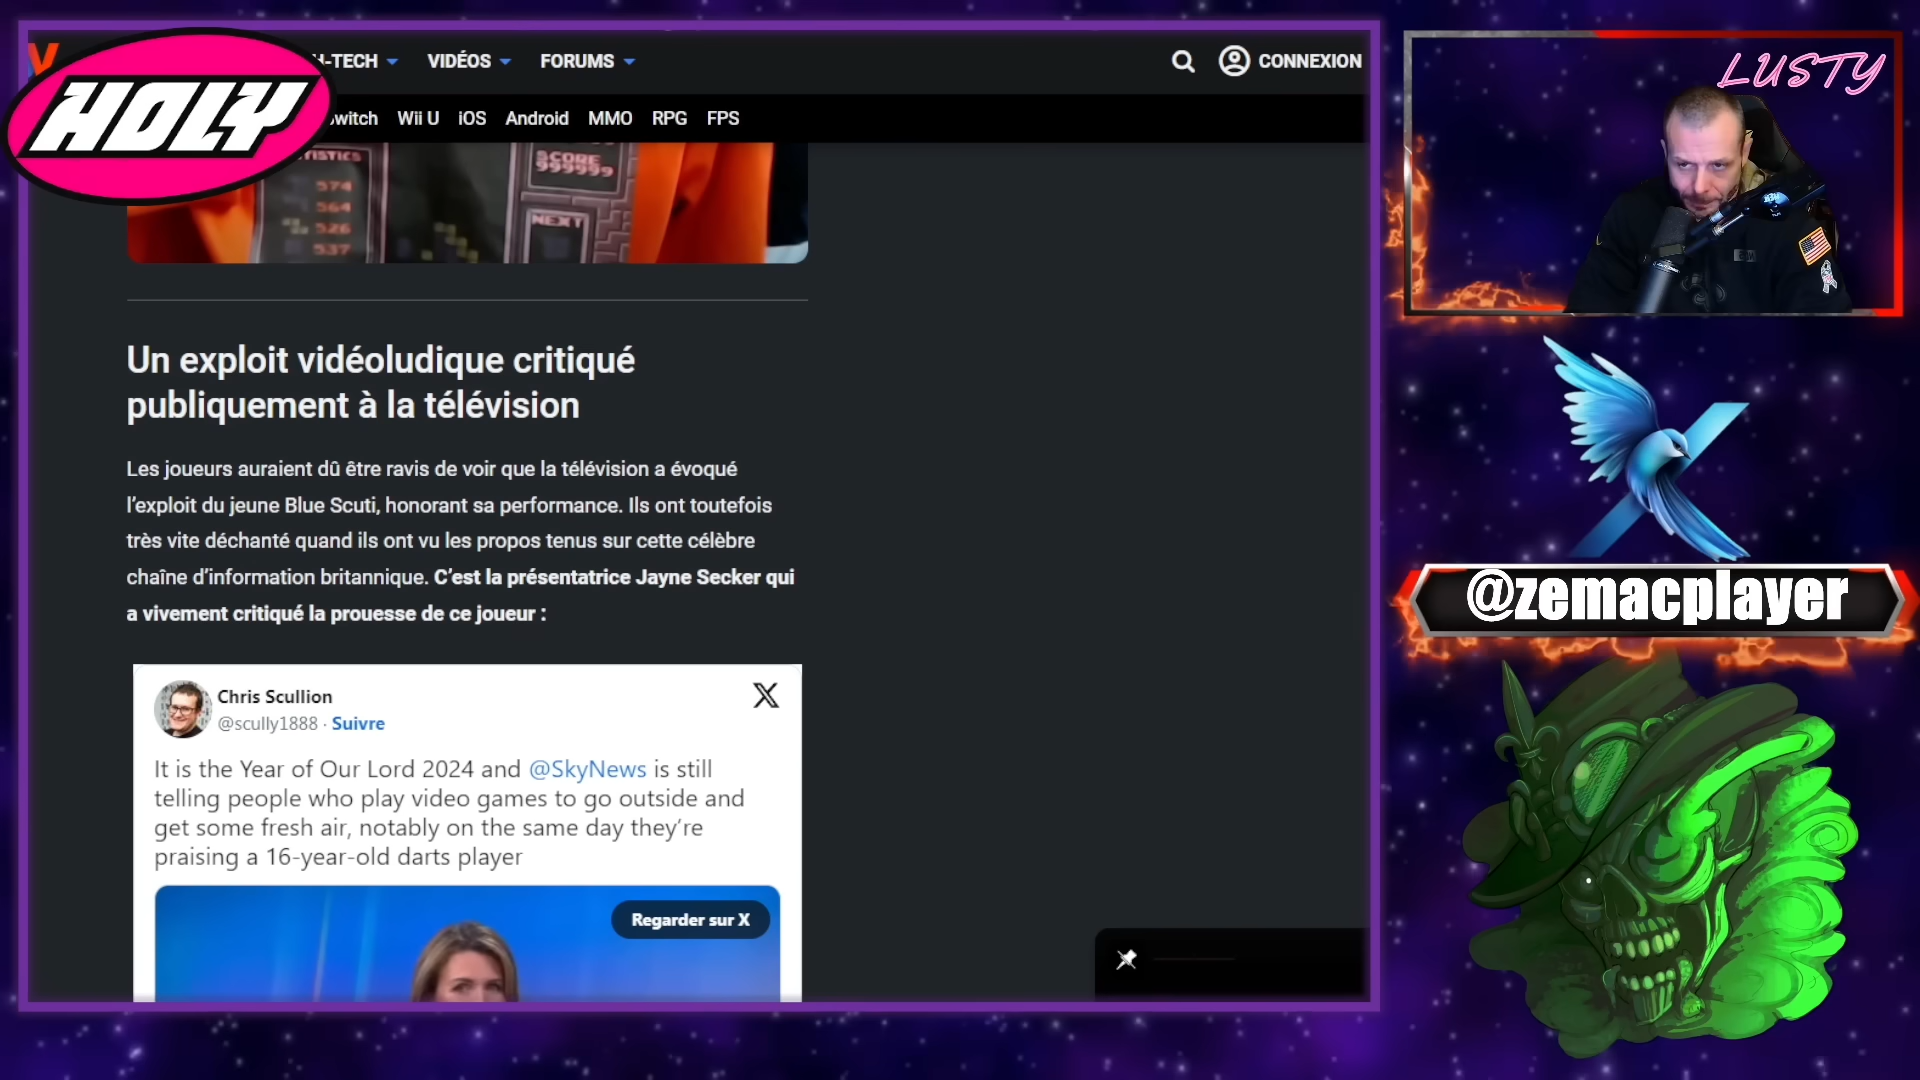 HOLY
V
H-TECH
VIDÉOS
FORUMS
CONNEXION
Switch
Wii U
iOS
Android
MMO
RPG
FPS
574
564
526
537
SCORE
999999
NEXT
Un exploit vidéoludique critiqué
publiquement à la télévision
Les joueurs auraient dû être ravis de voir que la télévision a évoqué
l’exploit du jeune Blue Scuti, honorant sa performance. Ils ont toutefois
très vite déchanté quand ils ont vu les propos tenus sur cette célèbre
chaîne d’information britannique. C’est la présentatrice Jayne Secker qui
a vivement critiqué la prouesse de ce joueur :
Chris Scullion
@scully1888 · Suivre
It is the Year of Our Lord 2024 and @SkyNews is still
telling people who play video games to go outside and
get some fresh air, notably on the same day they’re
praising a 16-year-old darts player
Regarder sur X
LUSTY
@zemacplayer